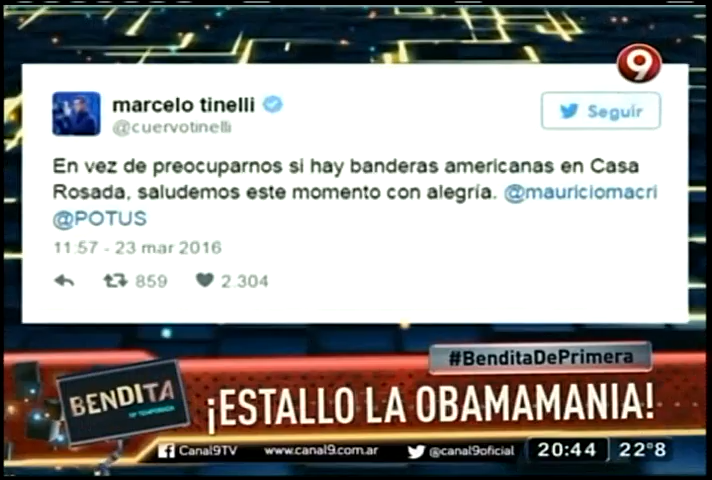 9
marcelo tinelli
@cuervotinelli
Seguir
En vez de preocuparnos si hay banderas americanas en Casa
Rosada, saludemos este momento con alegría. @mauriciomacri
@POTUS
11:57 - 23 mar 2016
859
2.304
#BenditaDePrimera
BENDITA
¡ESTALLO LA OBAMAMANIA!
Canal9TV
www.canal9.com.ar
@canal9oficial
20:44
22°8